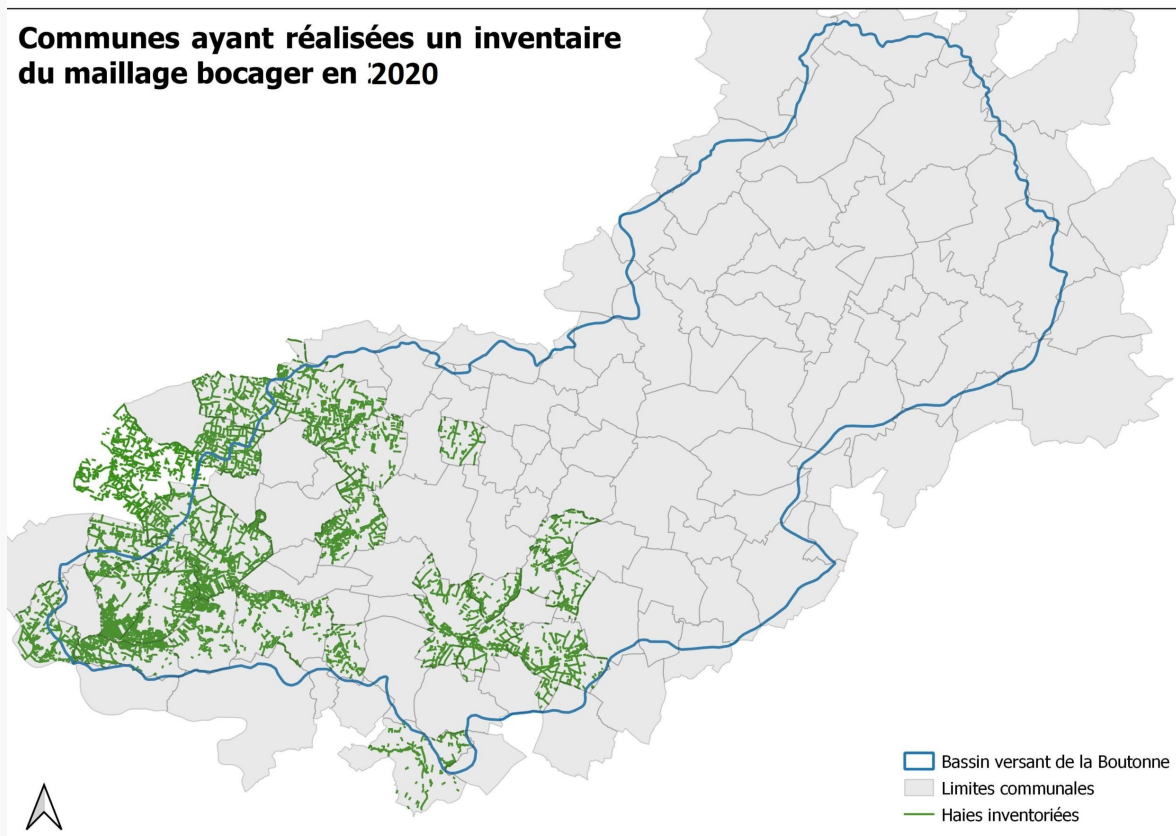 Communes ayant réalisées un inventaire
du maillage bocager en 2020
Bassin versant de la Boutonne
Limites communales
Haies inventoriées